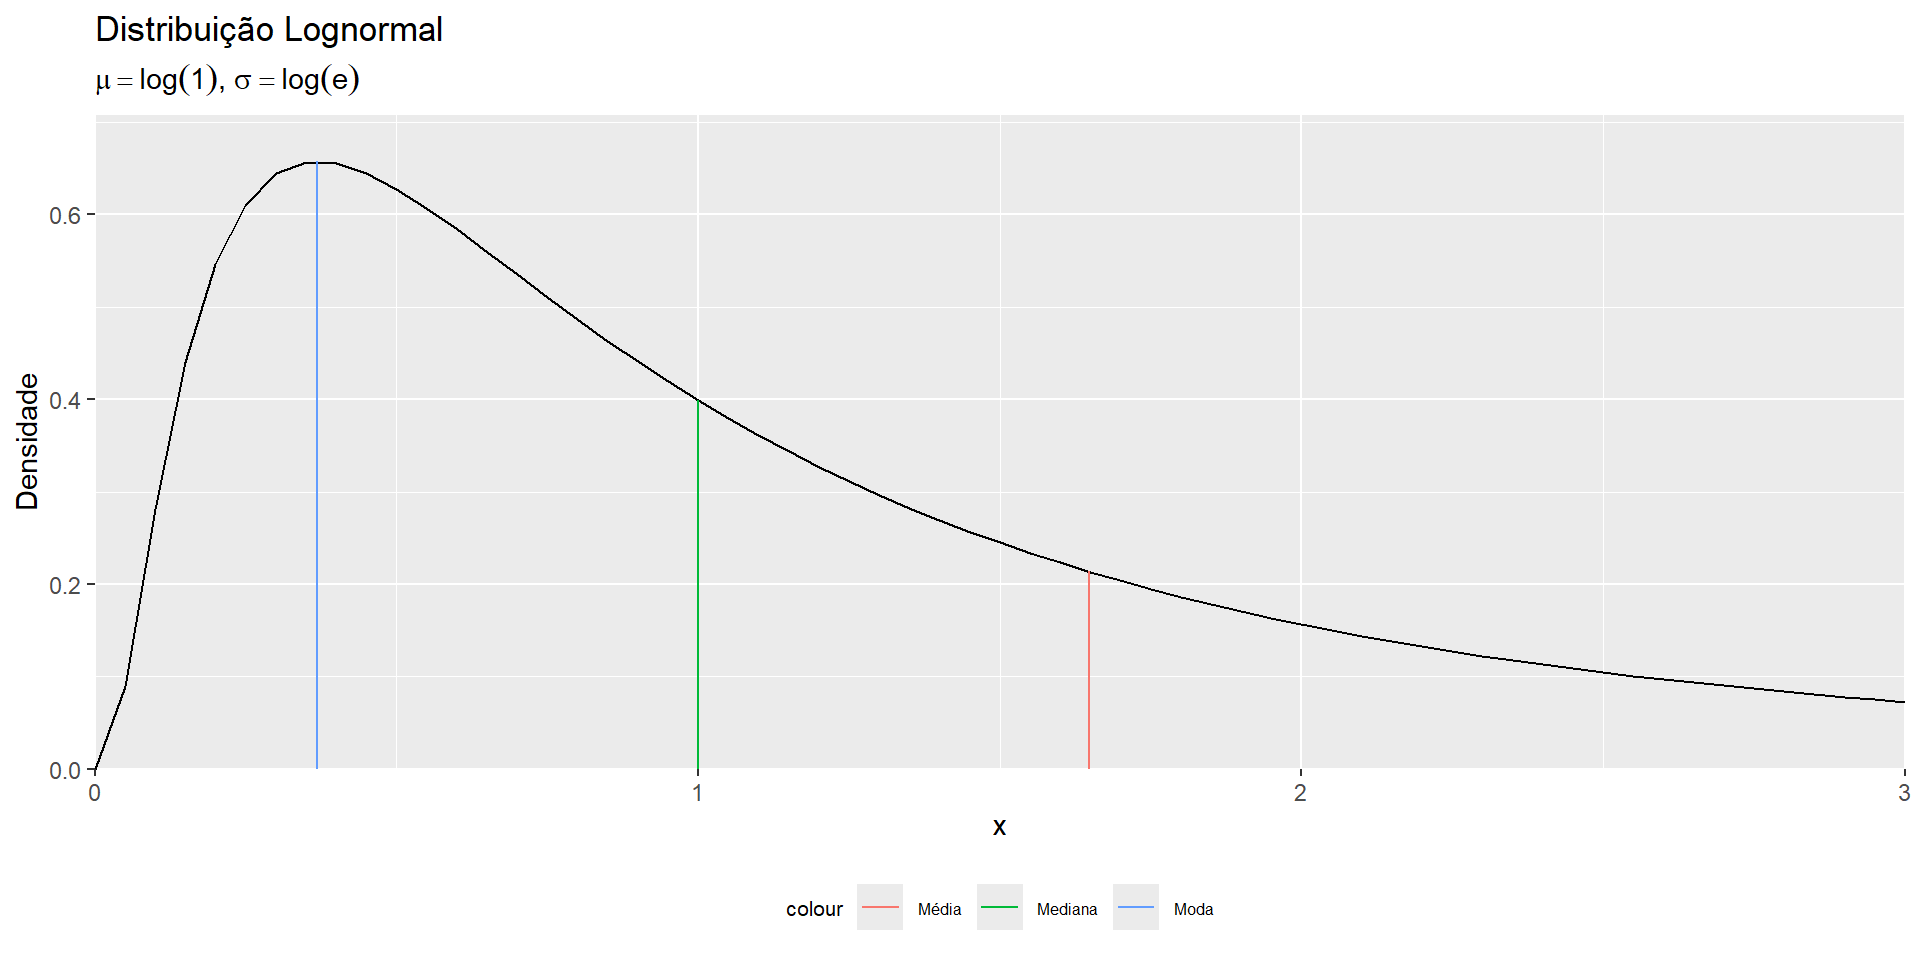 Distribuição Lognormal
μ = log(1), σ = log(e)
Densidade
0.6
0.4
0.2
0.0
0 1 2 3
x
colour Média Mediana Moda